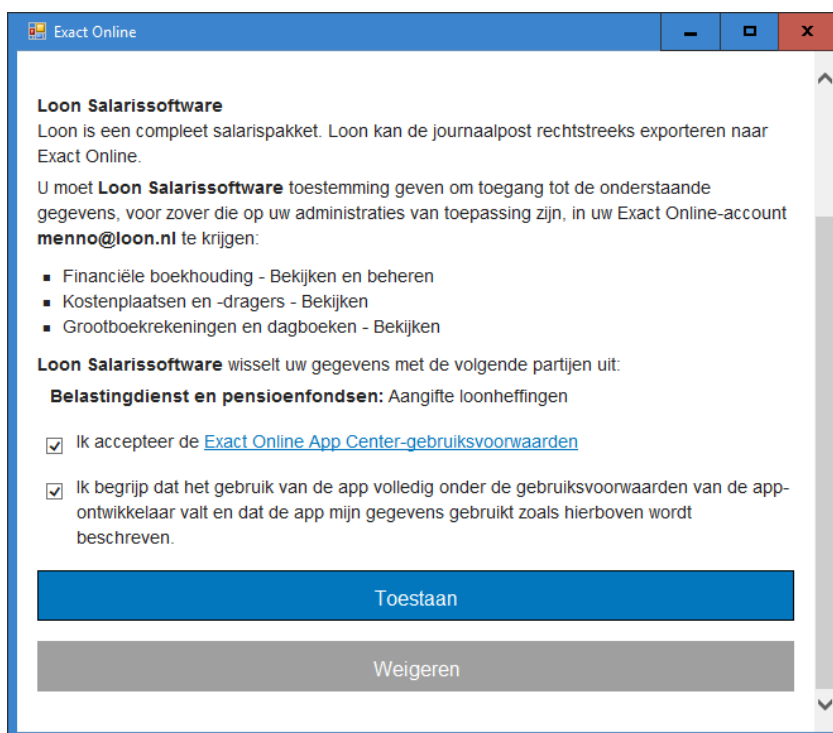 Exact Online
Loon Salarissoftware
Loon is een compleet salarispakket. Loon kan de journaalpost rechtstreeks exporteren naar
Exact Online.
U moet Loon Salarissoftware toestemming geven om toegang tot de onderstaande
gegevens, voor zover die op uw administraties van toepassing zijn, in uw Exact Online-account
menno@loon.nl te krijgen:
▪ Financiële boekhouding - Bekijken en beheren
▪ Kostenplaatsen en -dragers - Bekijken
▪ Grootboekrekeningen en dagboeken - Bekijken
Loon Salarissoftware wisselt uw gegevens met de volgende partijen uit:
Belastingdienst en pensioenfondsen: Aangifte loonheffingen
Ik accepteer de Exact Online App Center-gebruiksvoorwaarden
Ik begrijp dat het gebruik van de app volledig onder de gebruiksvoorwaarden van de app-
ontwikkelaar valt en dat de app mijn gegevens gebruikt zoals hierboven wordt
beschreven.
Toestaan
Weigeren